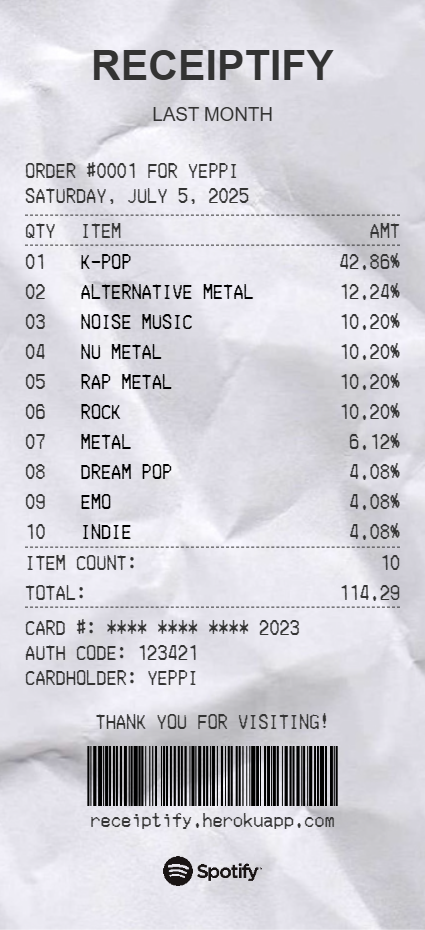 RECEIPTIFY
LAST MONTH
ORDER #0001 FOR YEPPI
SATURDAY, JULY 5, 2025
QTY ITEM AMT
01 K-POP 42.86%
02 ALTERNATIVE METAL 12.24%
03 NOISE MUSIC 10.20%
04 NU METAL 10.20%
05 RAP METAL 10.20%
06 ROCK 10.20%
07 METAL 6.12%
08 DREAM POP 4.08%
09 EMO 4.08%
10 INDIE 4.08%
ITEM COUNT: 10
TOTAL: 114.29
CARD #: **** **** **** 2023
AUTH CODE: 123421
CARDHOLDER: YEPPI
THANK YOU FOR VISITING!
receiptify.herokuapp.com
Spotify